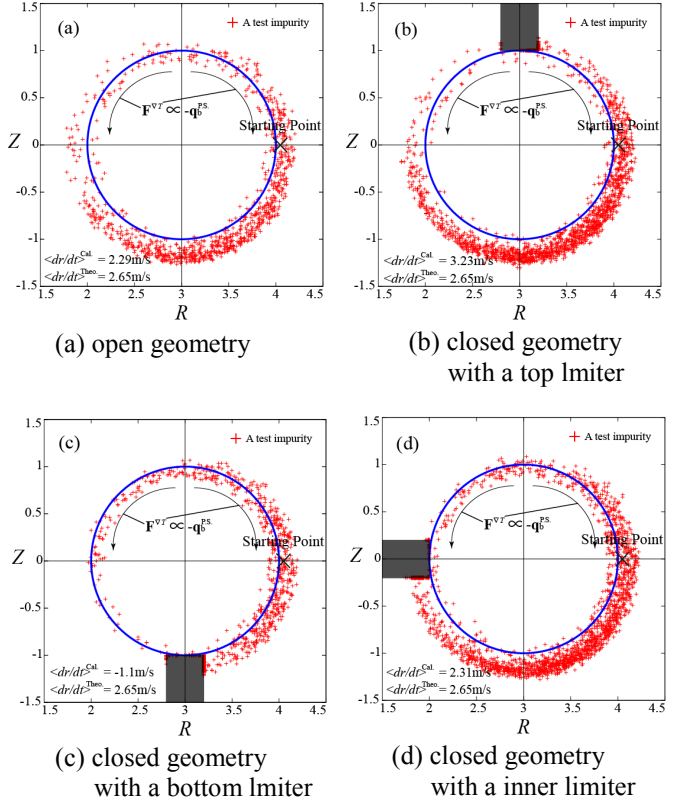 (a)
+ A test impurity
1.5
1
0.5
Z 0
-0.5
-1
-1.5
F^∇T ∝ -q_b^P.S.
Starting Point
<dr/dt>^Cal. = 2.29m/s
<dr/dt>^Theo. = 2.65m/s
1.5 2 2.5 3 3.5 4 4.5
R
(a) open geometry
(b)
+ A test impurity
1.5
1
0.5
Z 0
-0.5
-1
-1.5
F^∇T ∝ -q_b^P.S.
Starting Point
<dr/dt>^Cal. = 3.23m/s
<dr/dt>^Theo. = 2.65m/s
1.5 2 2.5 3 3.5 4 4.5
R
(b) closed geometry
with a top lmiter
(c)
+ A test impurity
1.5
1
0.5
Z 0
-0.5
-1
-1.5
F^∇T ∝ -q_b^P.S.
Starting Point
<dr/dt>^Cal. = -1.1m/s
<dr/dt>^Theo. = 2.65m/s
1.5 2 2.5 3 3.5 4 4.5
R
(c) closed geometry
with a bottom lmiter
(d)
+ A test impurity
1.5
1
0.5
Z 0
-0.5
-1
-1.5
F^∇T ∝ -q_b^P.S.
Starting Point
<dr/dt>^Cal. = 2.31m/s
<dr/dt>^Theo. = 2.65m/s
1.5 2 2.5 3 3.5 4 4.5
R
(d) closed geometry
with a inner limiter